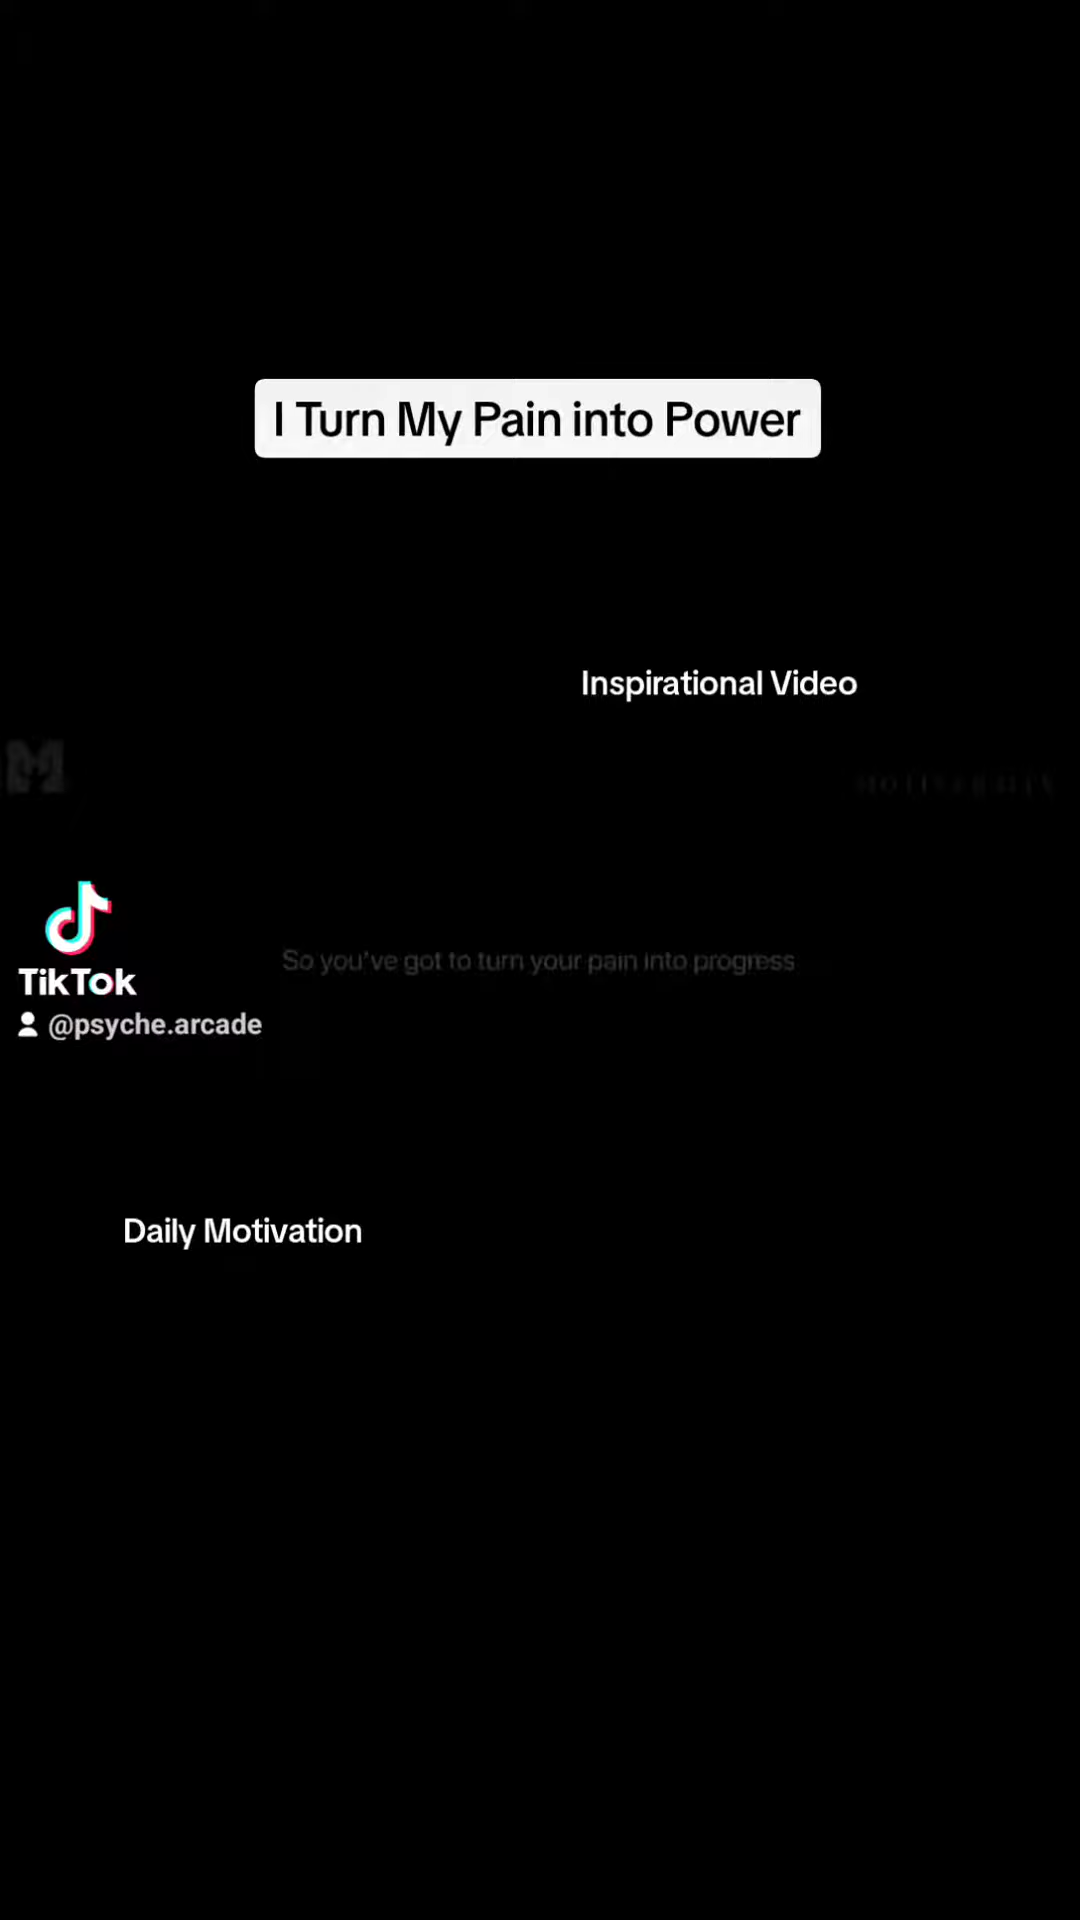 I Turn My Pain into Power
Inspirational Video
M
TikTok
So you've got to turn your pain into progress
@psyche.arcade
Daily Motivation